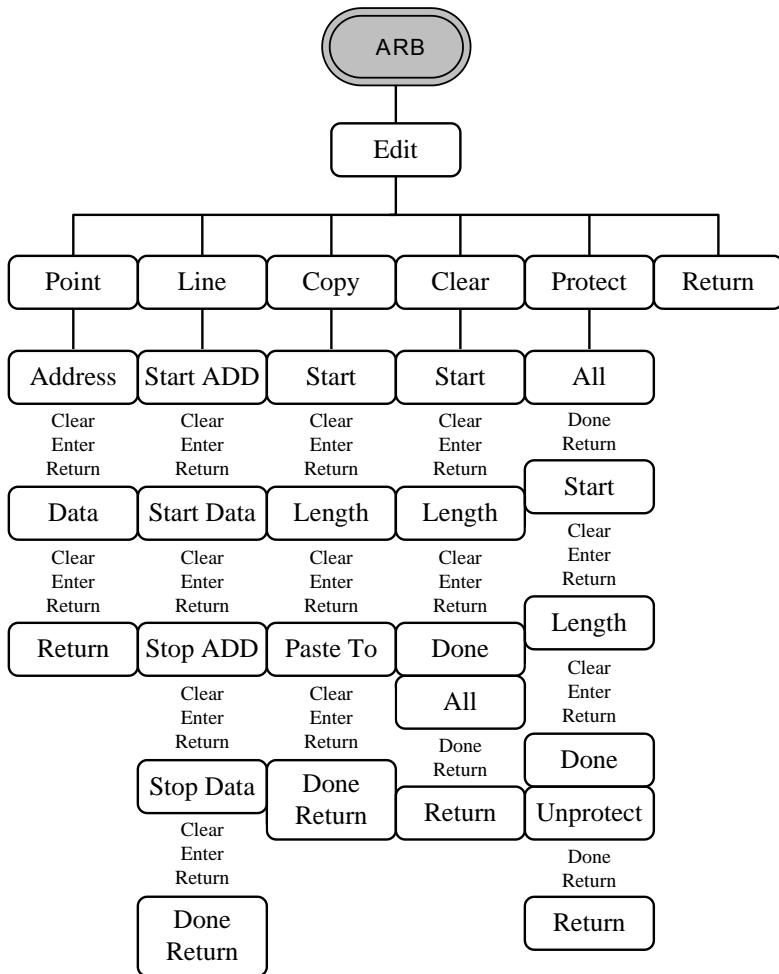 ARB
Edit
Point
Line
Copy
Clear
Protect
Return
Address
Clear
Enter
Return
Data
Clear
Enter
Return
Return
Start ADD
Clear
Enter
Return
Start Data
Clear
Enter
Return
Stop ADD
Clear
Enter
Return
Stop Data
Clear
Enter
Return
Done
Return
Start
Clear
Enter
Return
Length
Clear
Enter
Return
Paste To
Clear
Enter
Return
Done
Return
Start
Clear
Enter
Return
Length
Clear
Enter
Return
Done
All
Done
Return
Return
All
Done
Return
Start
Clear
Enter
Return
Length
Clear
Enter
Return
Done
Unprotect
Done
Return
Return